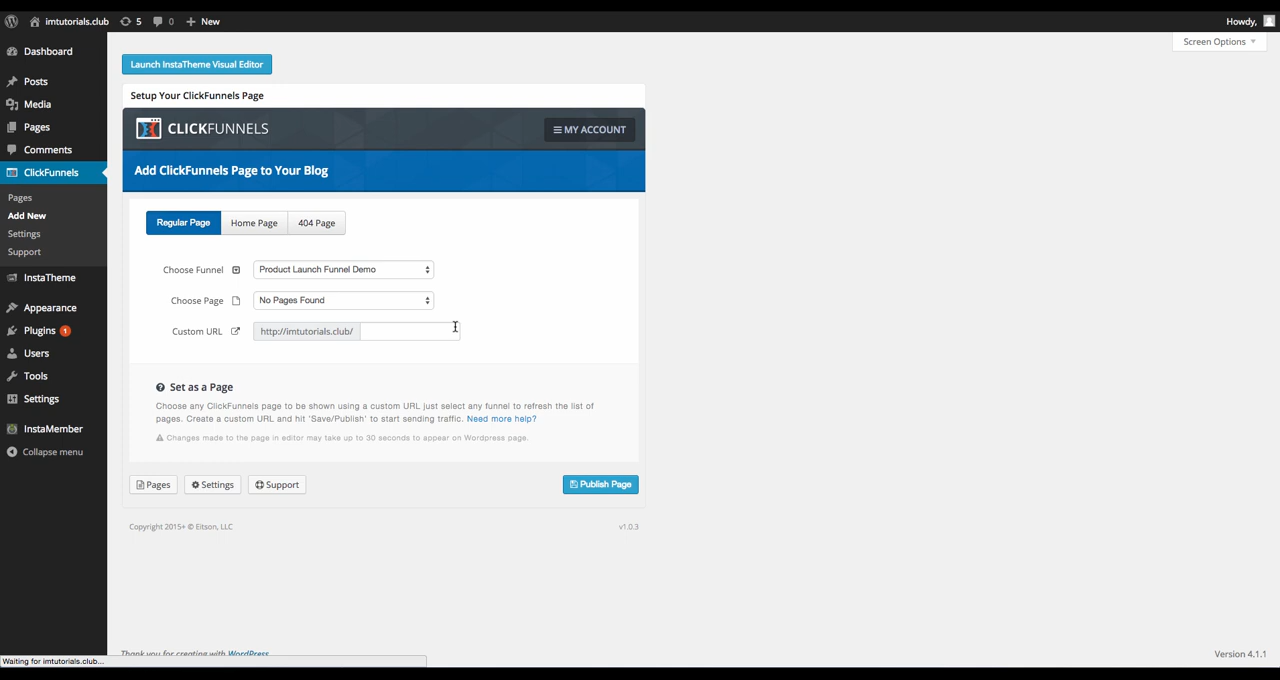 imtutorials.club 5 0 New Howdy,
Screen Options
Dashboard
Posts
Media
Pages
Comments
ClickFunnels
Pages
Add New
Settings
Support
InstaTheme
Appearance
Plugins 1
Users
Tools
Settings
InstaMember
Collapse menu
Launch InstaTheme Visual Editor
Setup Your ClickFunnels Page
CLICKFUNNELS MY ACCOUNT
Add ClickFunnels Page to Your Blog
Regular Page Home Page 404 Page
Choose Funnel Product Launch Funnel Demo
Choose Page No Pages Found
Custom URL http://imtutorials.club/
Set as a Page
Choose any ClickFunnels page to be shown using a custom URL just select any funnel to refresh the list of
pages. Create a custom URL and hit 'Save/Publish' to start sending traffic. Need more help?
Changes made to the page in editor may take up to 30 seconds to appear on Wordpress page.
Pages Settings Support Publish Page
Copyright 2015+ © Eitson, LLC v1.0.3
Thank you for creating with WordPress Version 4.1.1
Waiting for imtutorials.club...